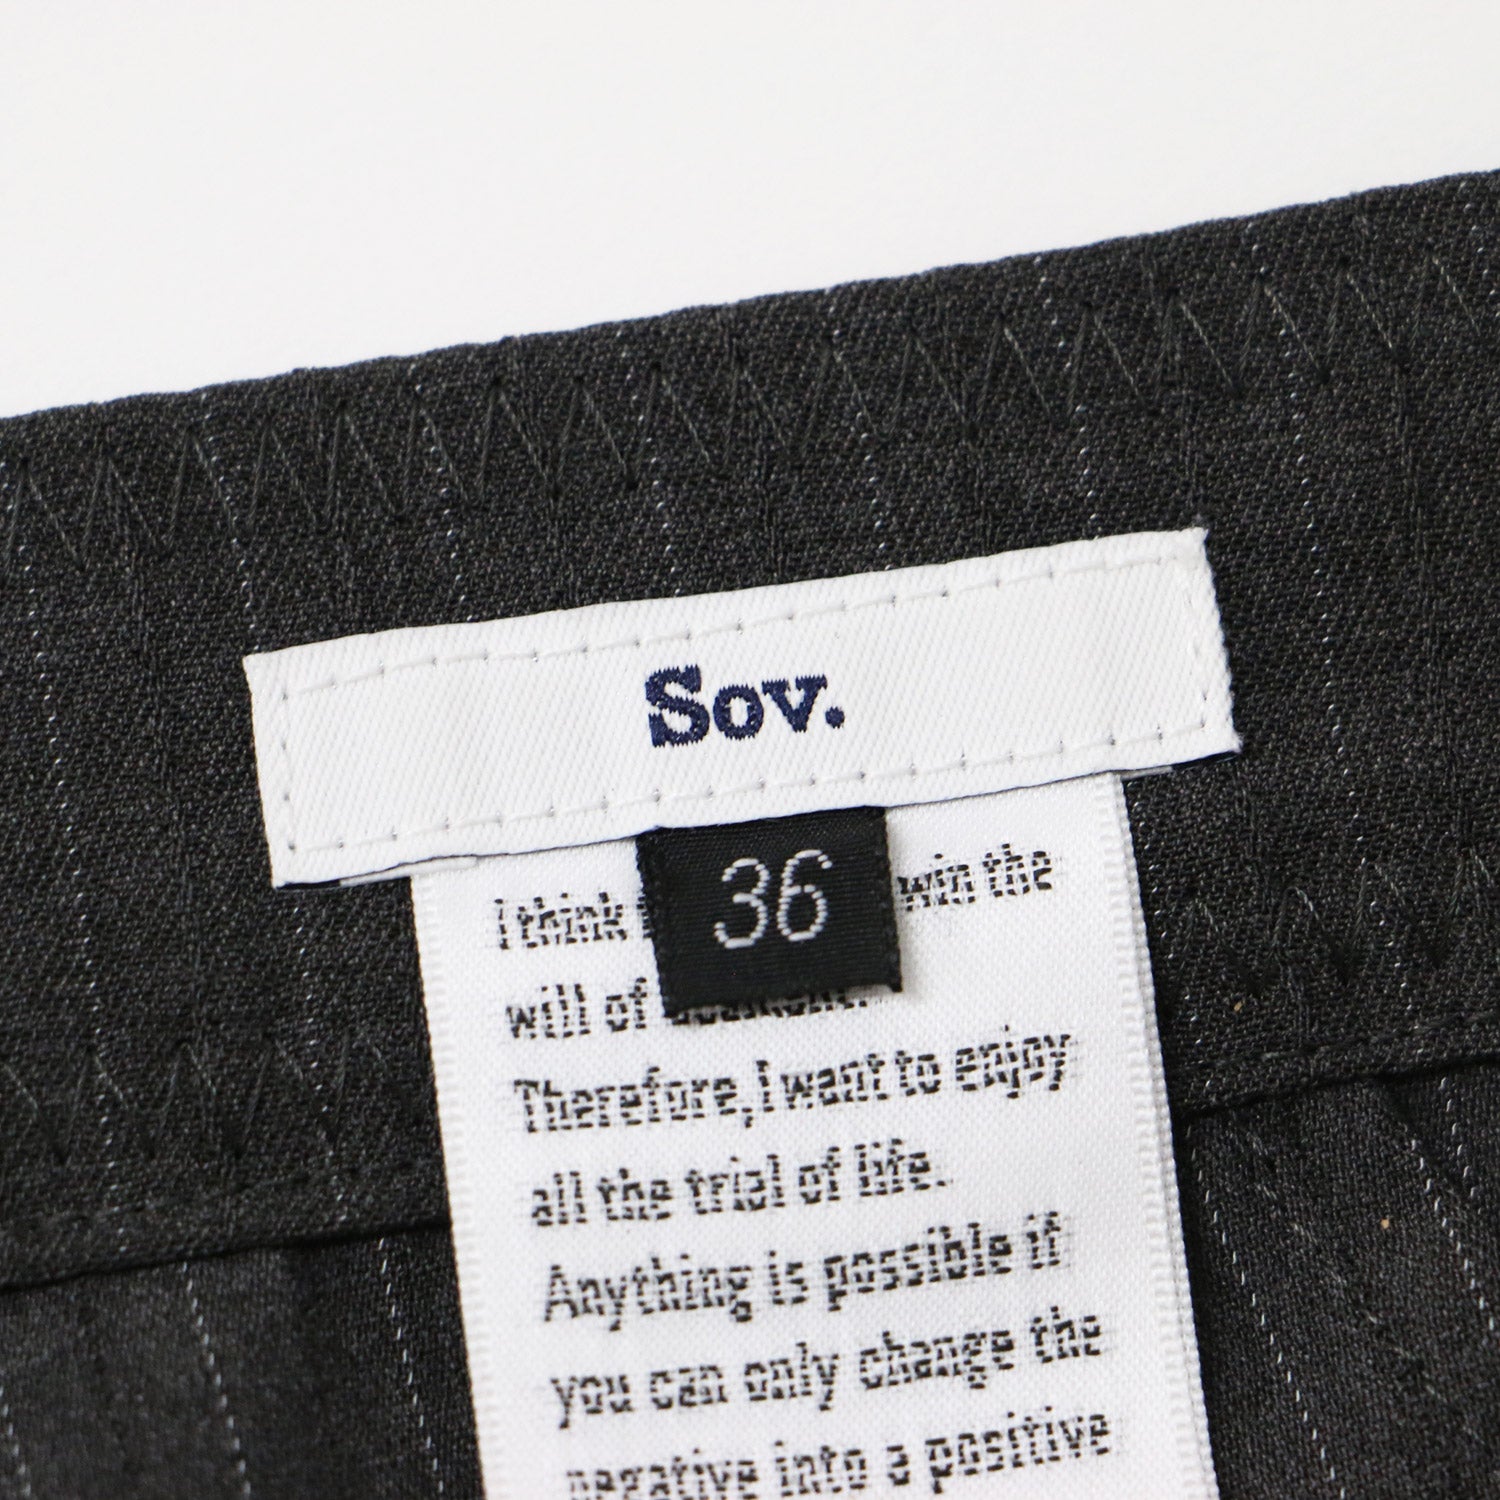 Sov.
36
I think win the
will of
Therefore, I want to enjoy
all the trial of life.
Anything is possible if
you can only change the
negative into a positive